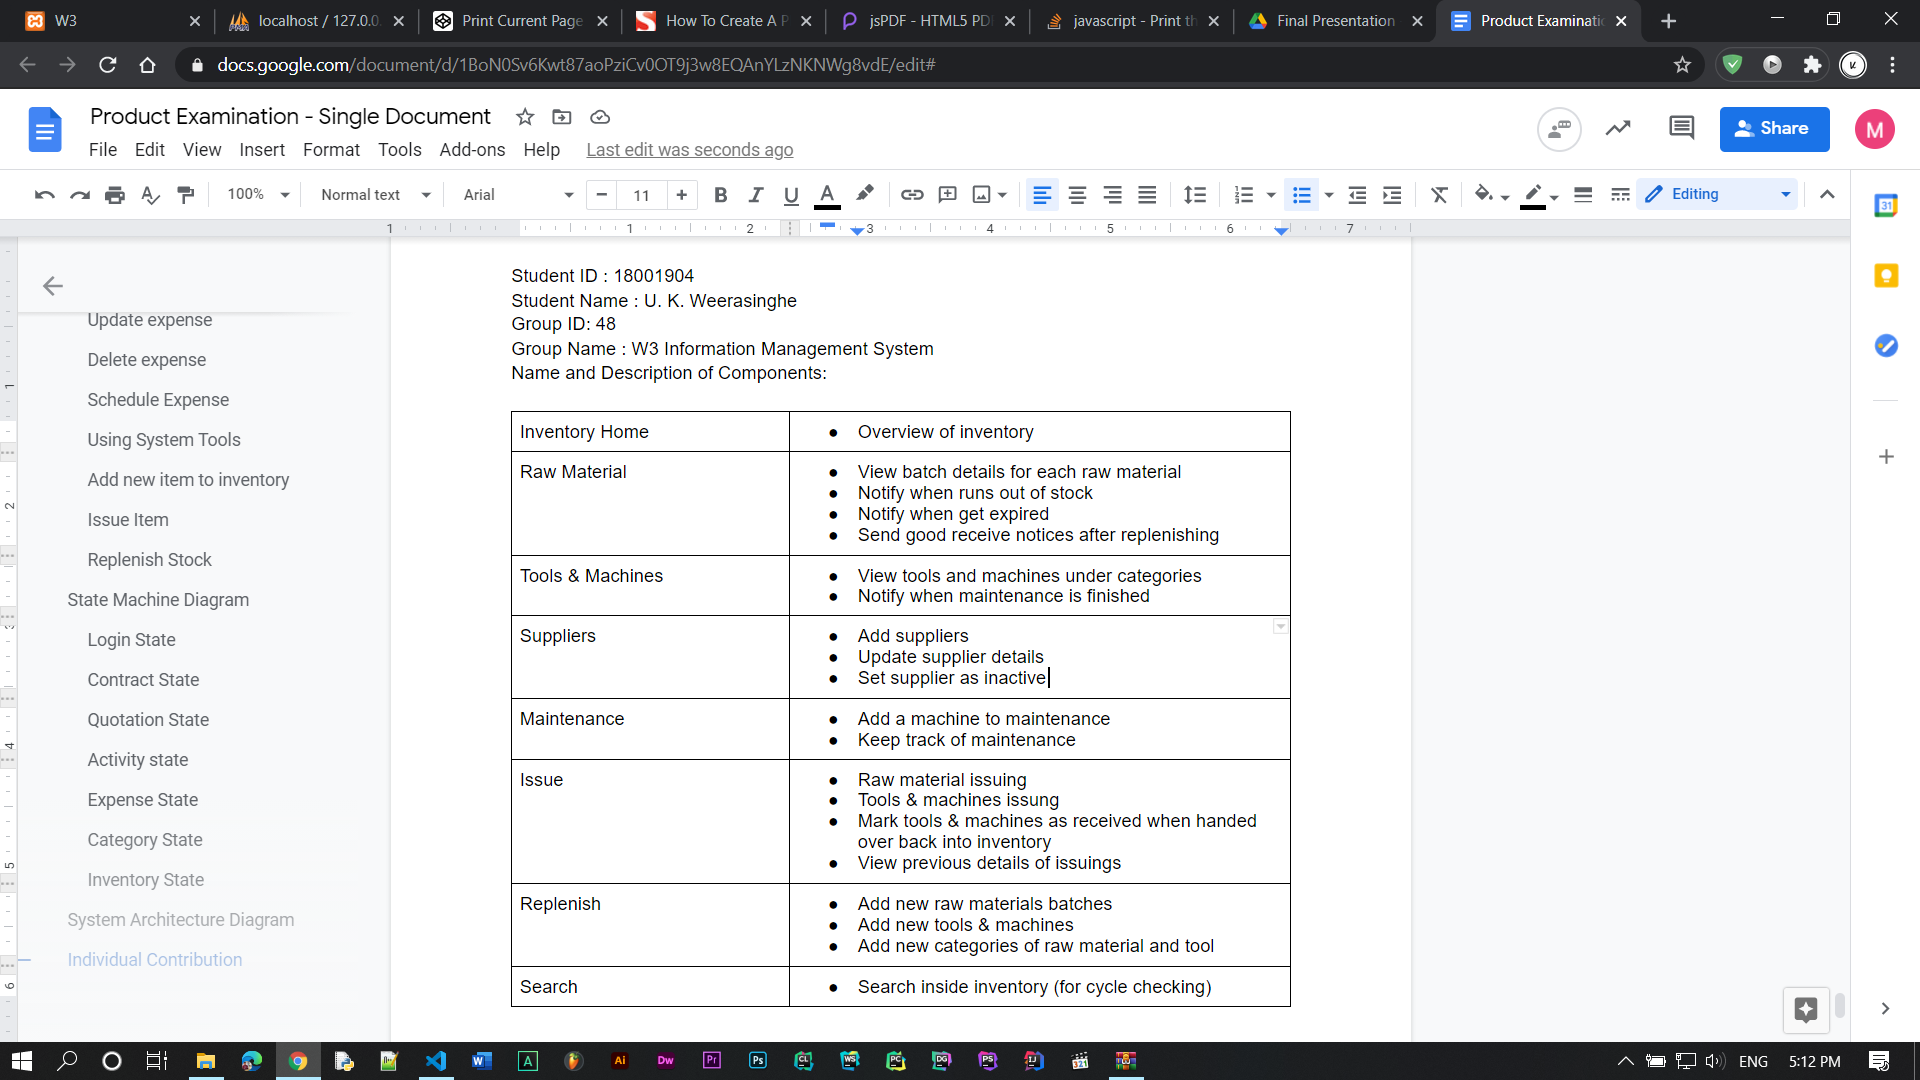 W3
localhost / 127.0.0.
Print Current Page
How To Create A P
jsPDF - HTML5 PD
javascript - Print th
Final Presentation
Product Examinatio
docs.google.com/document/d/1BoN0Sv6Kwt87aoPziCv0OT9j3w8EQAnYLzNKNWg8vdE/edit#
Product Examination - Single Document
Share
M
File Edit View Insert Format Tools Add-ons Help Last edit was seconds ago
100% Normal text Arial 11 Editing
1 1 2 3 4 5 6 7
Update expense
Delete expense
Schedule Expense
Using System Tools
Add new item to inventory
Issue Item
Replenish Stock
State Machine Diagram
Login State
Contract State
Quotation State
Activity state
Expense State
Category State
Inventory State
System Architecture Diagram
Individual Contribution
Student ID : 18001904
Student Name : U. K. Weerasinghe
Group ID: 48
Group Name : W3 Information Management System
Name and Description of Components:
Inventory Home
● Overview of inventory
Raw Material
● View batch details for each raw material
● Notify when runs out of stock
● Notify when get expired
● Send good receive notices after replenishing
Tools & Machines
● View tools and machines under categories
● Notify when maintenance is finished
Suppliers
● Add suppliers
● Update supplier details
● Set supplier as inactive
Maintenance
● Add a machine to maintenance
● Keep track of maintenance
Issue
● Raw material issuing
● Tools & machines issung
● Mark tools & machines as received when handed
over back into inventory
● View previous details of issuings
Replenish
● Add new raw materials batches
● Add new tools & machines
● Add new categories of raw material and tool
Search
● Search inside inventory (for cycle checking)
ENG 5:12 PM